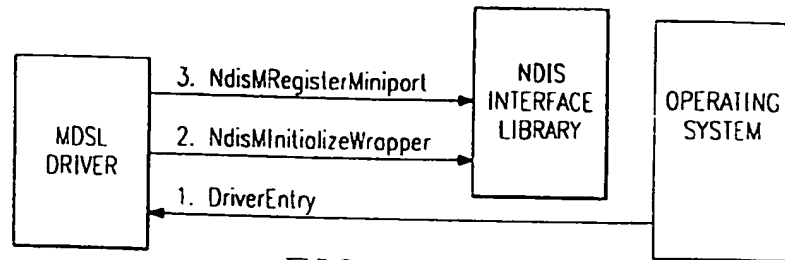 3. NdisMRegisterMiniport
2. NdisMInitializeWrapper
1. DriverEntry
MDSL
DRIVER
NDIS
INTERFACE
LIBRARY
OPERATING
SYSTEM